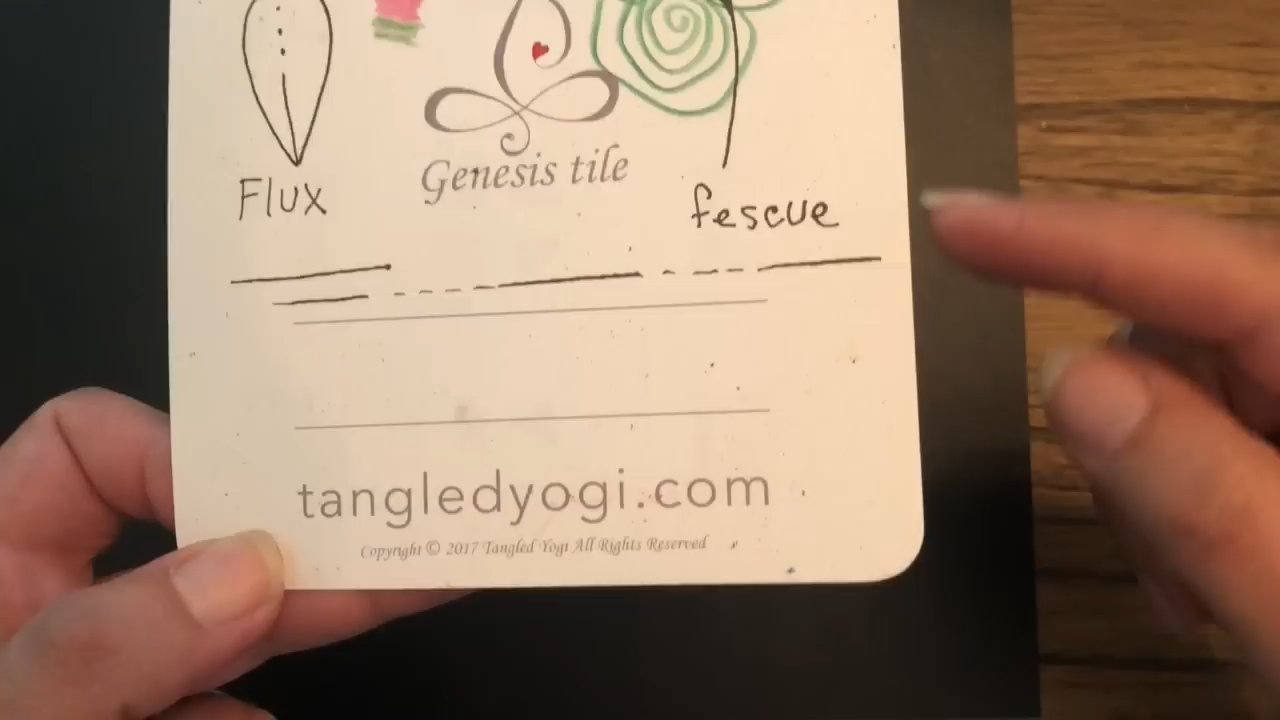 Genesis tile
Flux
fescue
tangledyogi.com
Copyright © 2017 Tangled Yogi All Rights Reserved